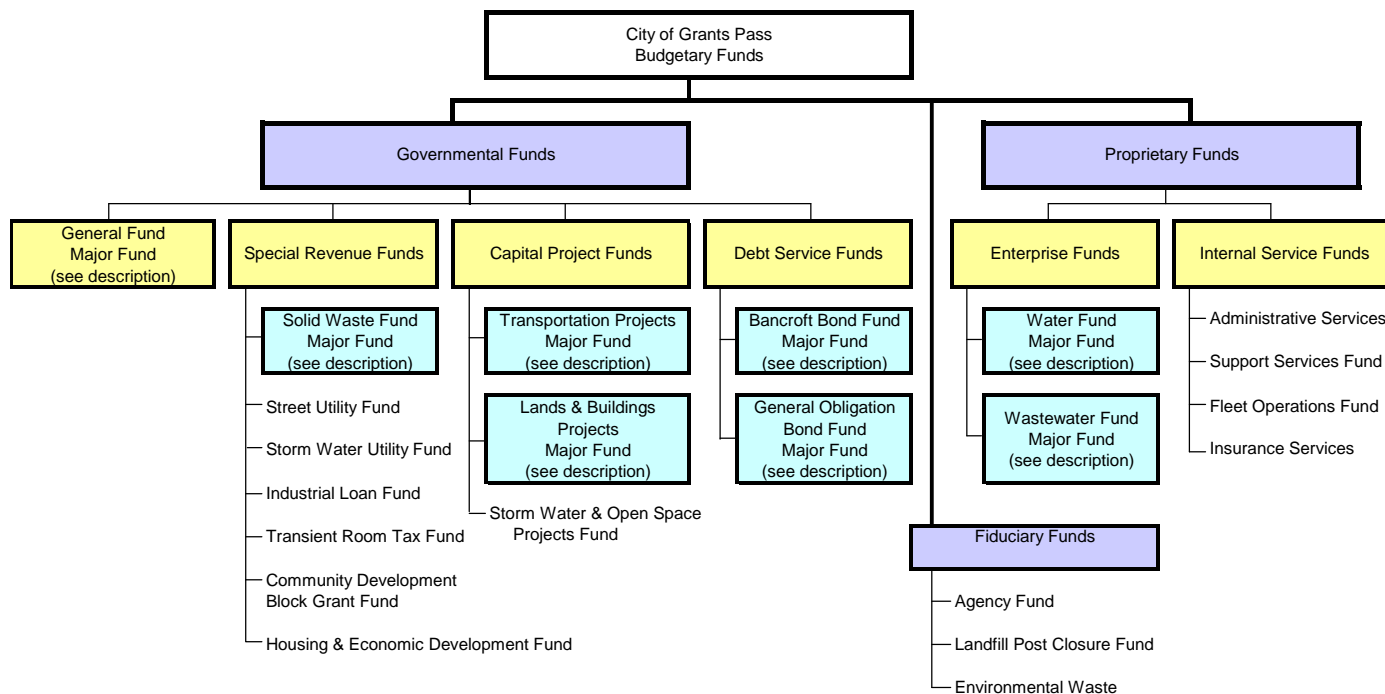 City of Grants Pass
Budgetary Funds
Governmental Funds
Proprietary Funds
General Fund
Major Fund
(see description)
Special Revenue Funds
Capital Project Funds
Debt Service Funds
Enterprise Funds
Internal Service Funds
Solid Waste Fund
Major Fund
(see description)
Street Utility Fund
Storm Water Utility Fund
Industrial Loan Fund
Transient Room Tax Fund
Community Development
Block Grant Fund
Housing & Economic Development Fund
Transportation Projects
Major Fund
(see description)
Lands & Buildings
Projects
Major Fund
(see description)
Storm Water & Open Space
Projects Fund
Bancroft Bond Fund
Major Fund
(see description)
General Obligation
Bond Fund
Major Fund
(see description)
Water Fund
Major Fund
(see description)
Wastewater Fund
Major Fund
(see description)
Administrative Services
Support Services Fund
Fleet Operations Fund
Insurance Services
Fiduciary Funds
Agency Fund
Landfill Post Closure Fund
Environmental Waste